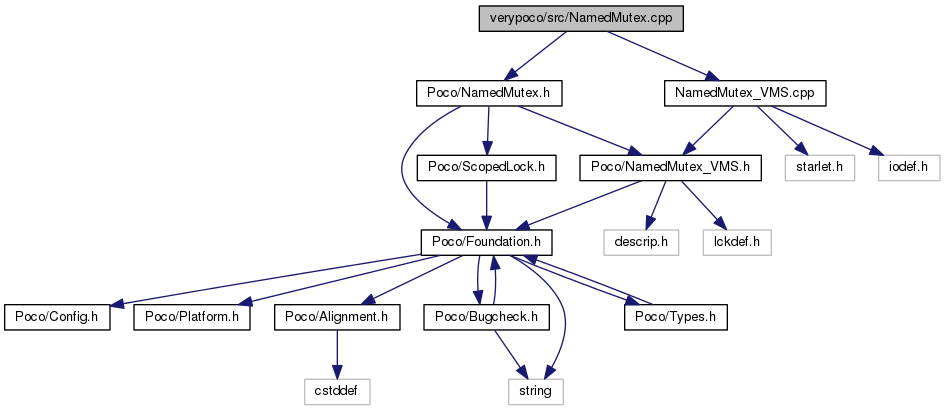 verypoco/src/NamedMutex.cpp
Poco/NamedMutex.h
NamedMutex_VMS.cpp
Poco/ScopedLock.h
Poco/NamedMutex_VMS.h
starlet.h
iodef.h
Poco/Foundation.h
descrip.h
lckdef.h
Poco/Config.h
Poco/Platform.h
Poco/Alignment.h
Poco/Bugcheck.h
Poco/Types.h
cstddef
string